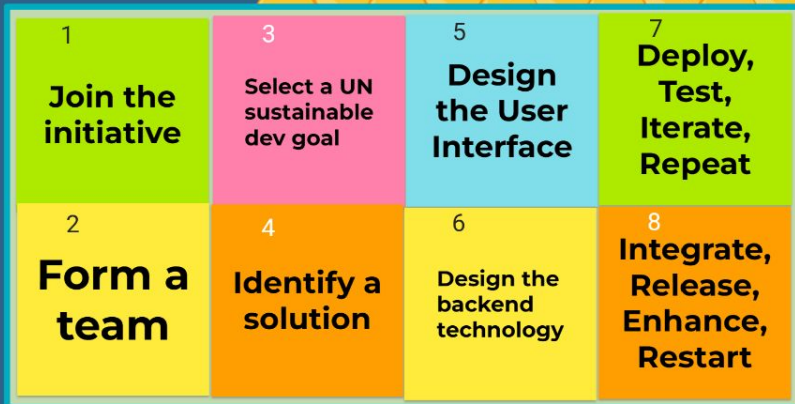 1
Join the
initiative
2
Form a
team
3
Select a UN
sustainable
dev goal
4
Identify a
solution
5
Design
the User
Interface
6
Design the
backend
technology
7
Deploy,
Test,
Iterate,
Repeat
8
Integrate,
Release,
Enhance,
Restart